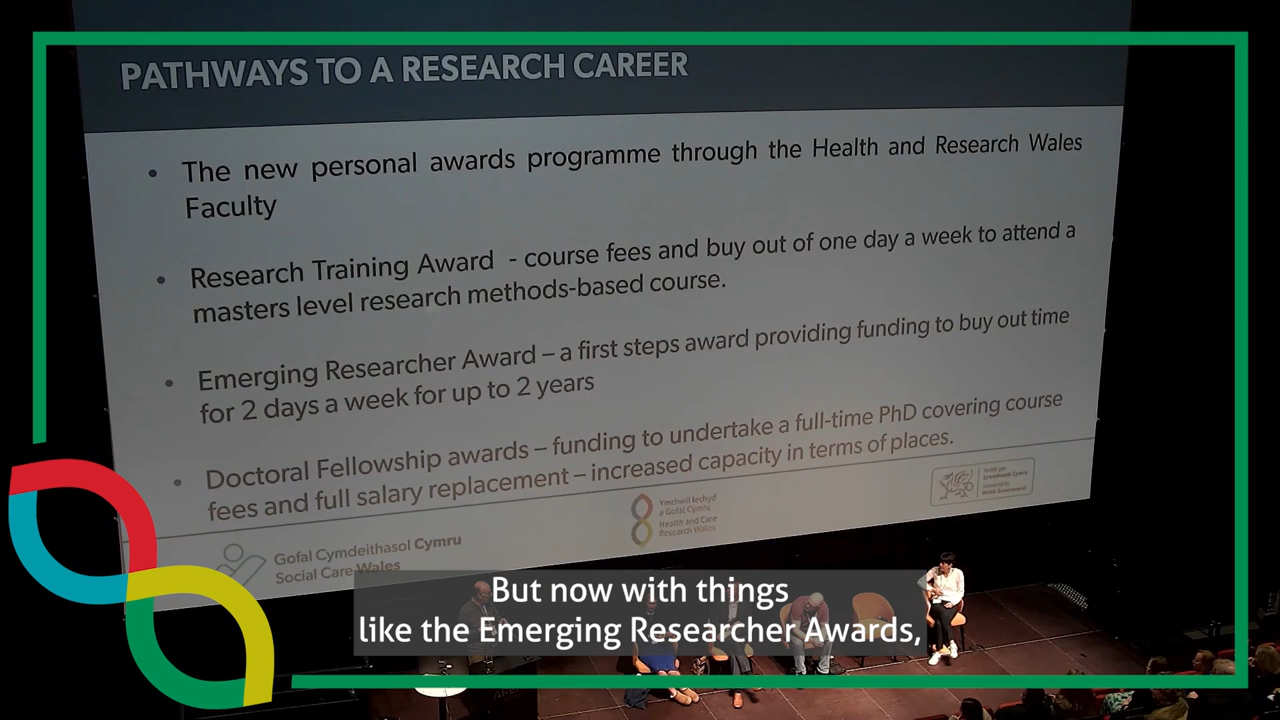 PATHWAYS TO A RESEARCH CAREER
• The new personal awards programme through the Health and Research Wales
Faculty
• Research Training Award - course fees and buy out of one day a week to attend a
masters level research methods-based course.
• Emerging Researcher Award – a first steps award providing funding to buy out time
for 2 days a week for up to 2 years
• Doctoral Fellowship awards – funding to undertake a full-time PhD covering course
fees and full salary replacement – increased capacity in terms of places.
Gofal Cymdeithasol Cymru
Social Care Wales
Ymchwil Iechyd
a Gofal Cymru
Health and Care
Research Wales
Llywodraeth Cymru
Welsh Government
But now with things
like the Emerging Researcher Awards,